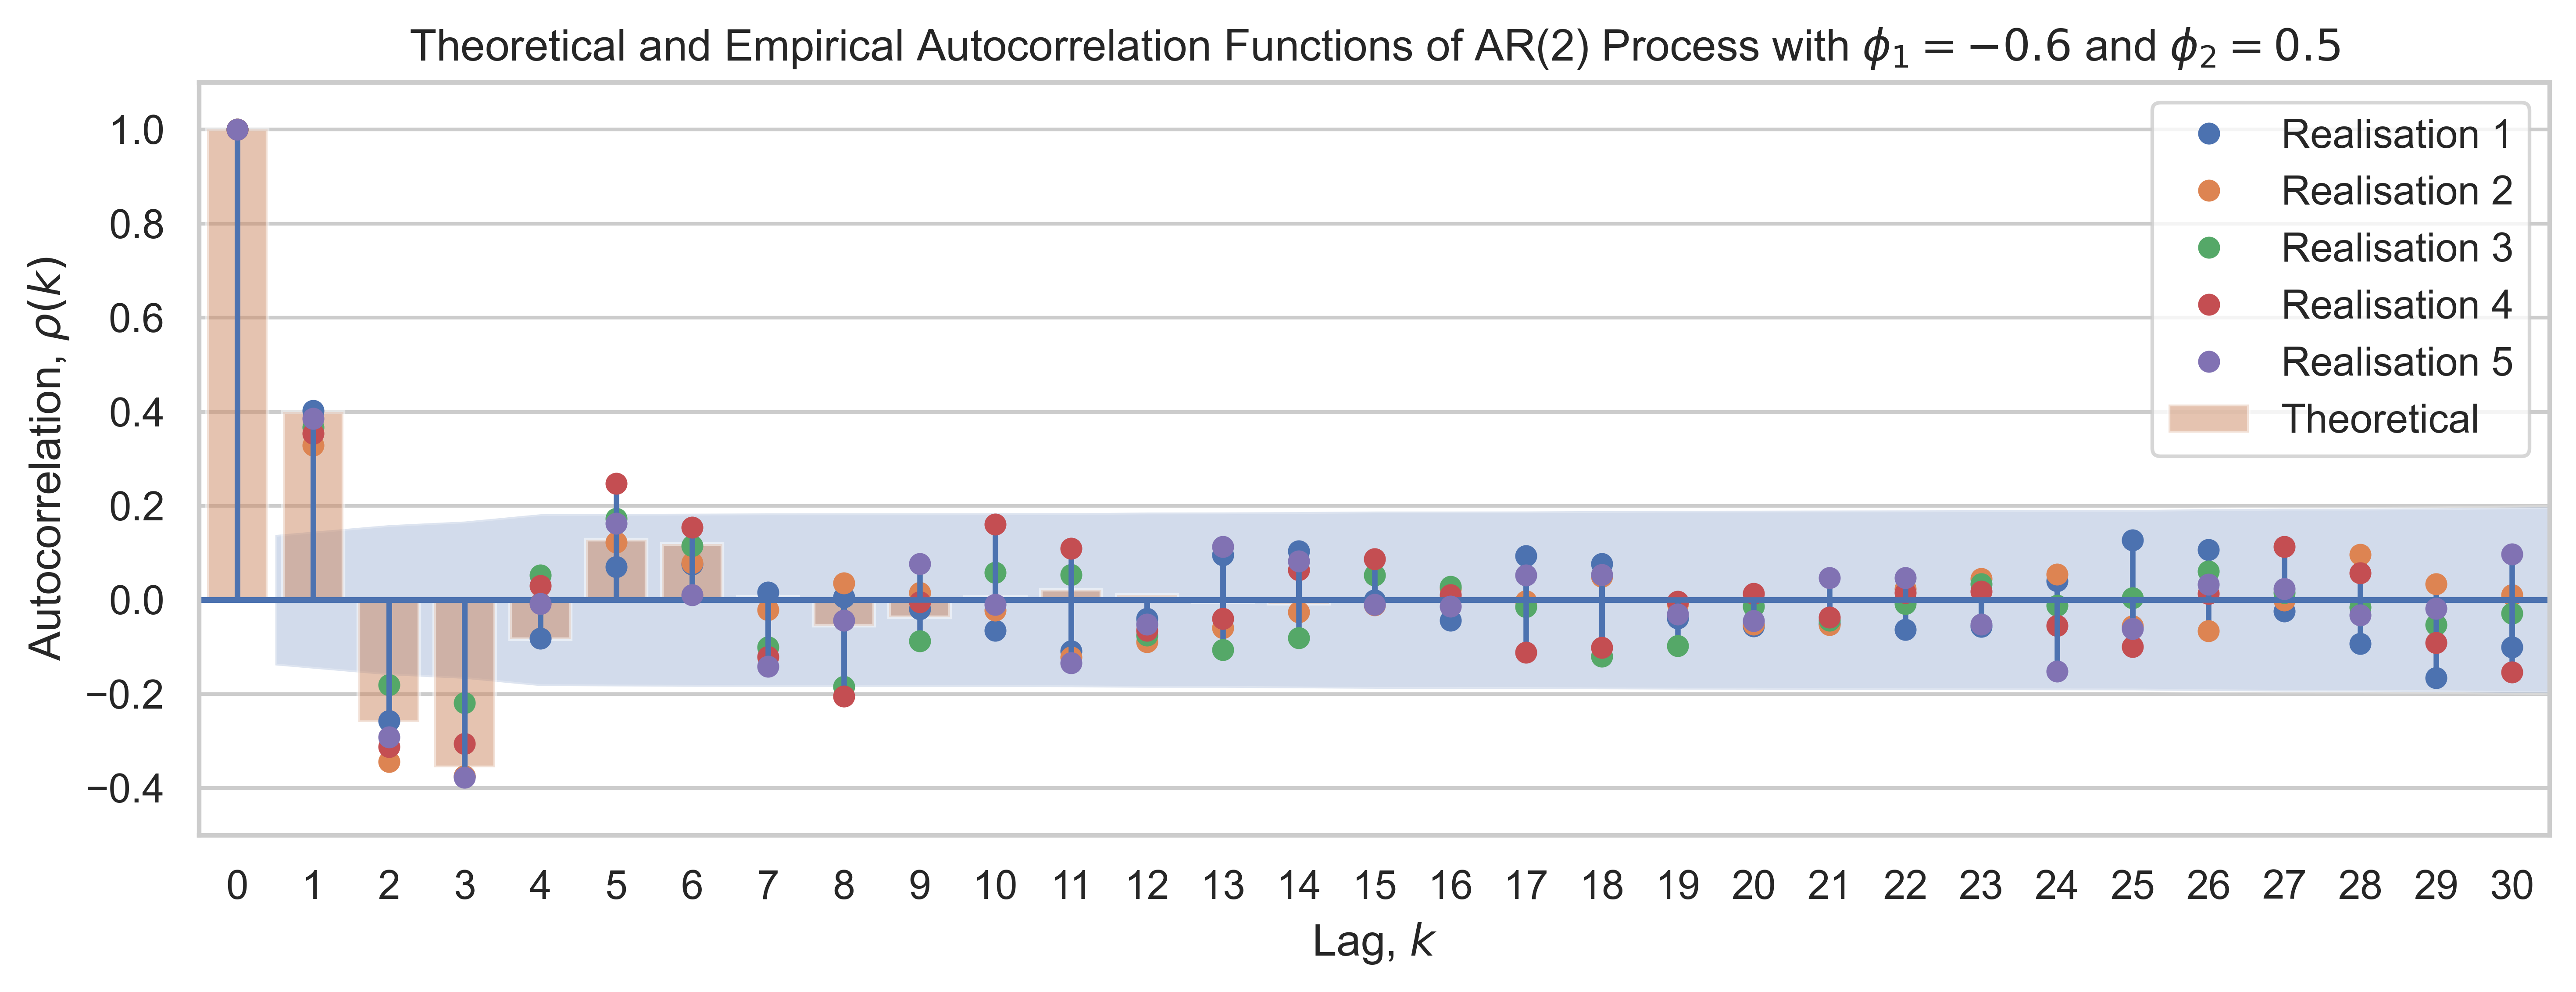 Theoretical and Empirical Autocorrelation Functions of AR(2) Process with ϕ₁ = −0.6 and ϕ₂ = 0.5
Autocorrelation, ρ(k)
1.0
0.8
0.6
0.4
0.2
0.0
−0.2
−0.4
Realisation 1
Realisation 2
Realisation 3
Realisation 4
Realisation 5
Theoretical
0 1 2 3 4 5 6 7 8 9 10 11 12 13 14 15 16 17 18 19 20 21 22 23 24 25 26 27 28 29 30
Lag, k